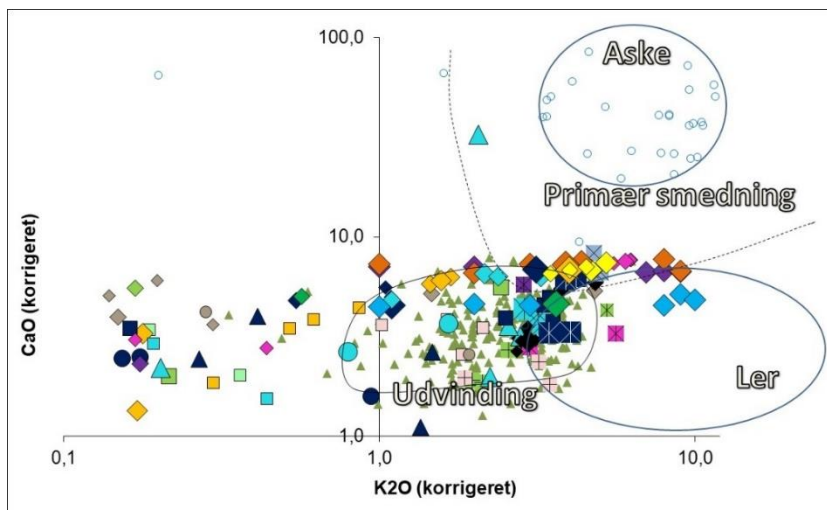 100,0
Aske
Primær smedning
10,0
CaO (korrigeret)
Udvinding
Ler
1,0
0,1
1,0
10,0
K2O (korrigeret)